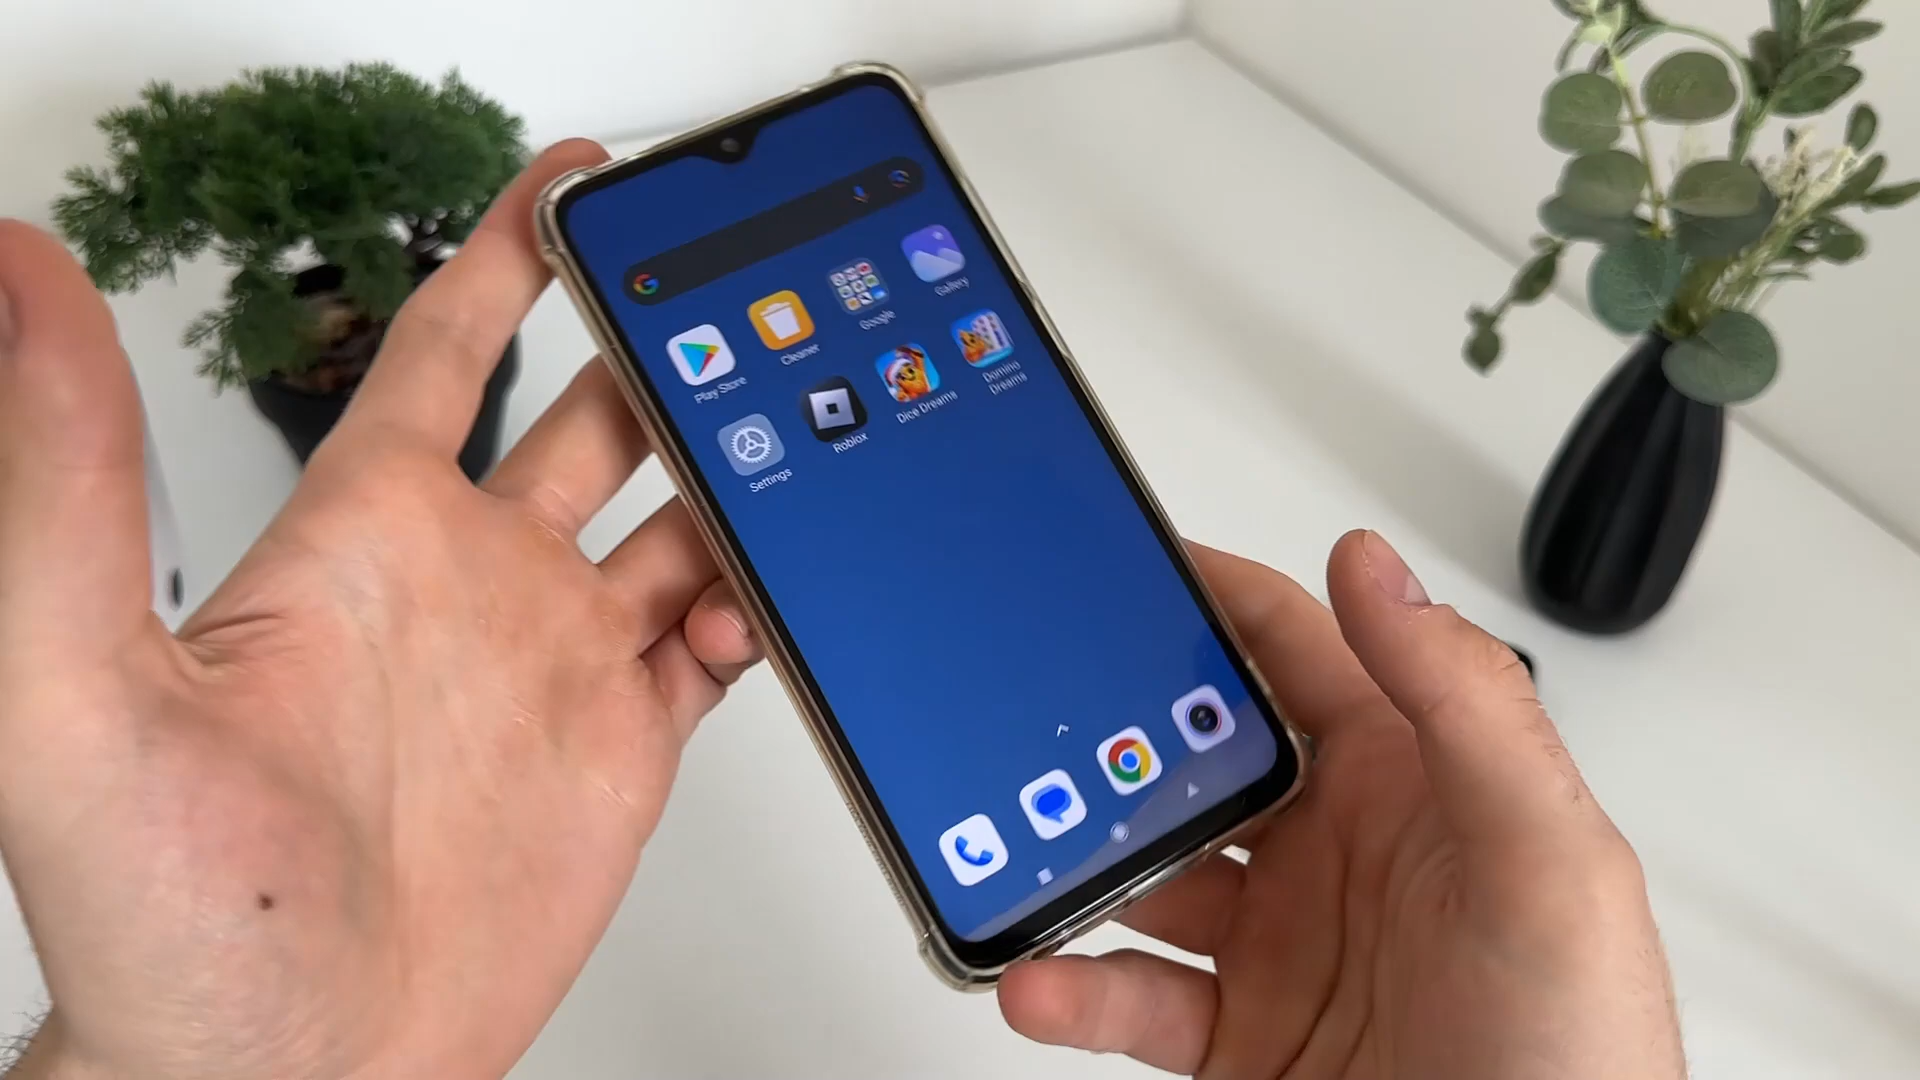 Play Store
Cleaner
Google
Gallery
Settings
Roblox
Dice Dreams
Domino
Dreams